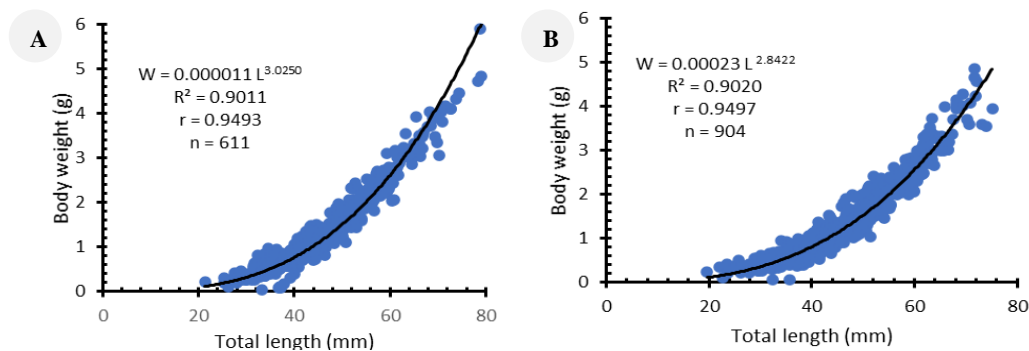 A
W = 0.000011 L3.0250
R² = 0.9011
r = 0.9493
n = 611
Body weight (g)
6
5
4
3
2
1
0
0 20 40 60 80
Total length (mm)
B
W = 0.00023 L2.8422
R² = 0.9020
r = 0.9497
n = 904
Body weight (g)
6
5
4
3
2
1
0
0 20 40 60 80
Total length (mm)